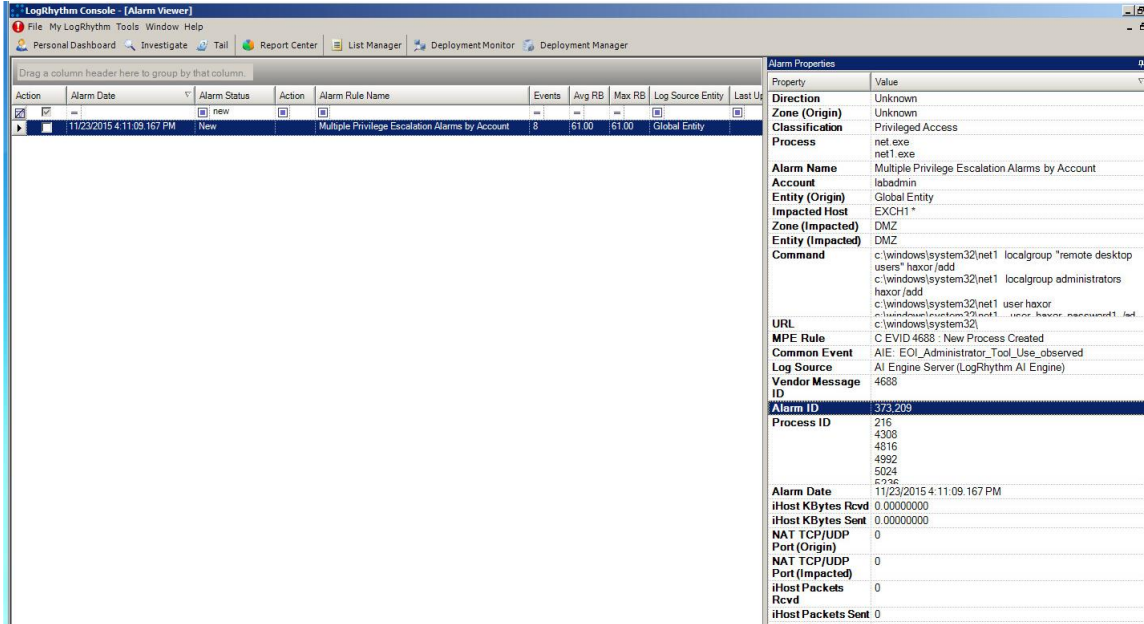 LogRhythm Console - [Alarm Viewer]
File My LogRhythm Tools Window Help
Personal Dashboard Investigate Tail Report Center List Manager Deployment Monitor Deployment Manager
Drag a column header here to group by that column.
Action Alarm Date Alarm Status Action Alarm Rule Name Events Avg RB Max RB Log Source Entity Last Up
= new = = =
11/23/2015 4:11:09.167 PM New Multiple Privilege Escalation Alarms by Account 8 61.00 61.00 Global Entity
Alarm Properties
Property Value
Direction Unknown
Zone (Origin) Unknown
Classification Privileged Access
Process net.exe
net1.exe
Alarm Name Multiple Privilege Escalation Alarms by Account
Account labadmin
Entity (Origin) Global Entity
Impacted Host EXCH1 *
Zone (Impacted) DMZ
Entity (Impacted) DMZ
Command c:\windows\system32\net1 localgroup "remote desktop
users" haxor /add
c:\windows\system32\net1 localgroup administrators
haxor /add
c:\windows\system32\net1 user haxor
c:\windows\system32\net1 user haxor password1 /ad
URL c:\windows\system32\
MPE Rule C EVID 4688 : New Process Created
Common Event AIE: EOI_Administrator_Tool_Use_observed
Log Source AI Engine Server (LogRhythm AI Engine)
Vendor Message 4688
ID
Alarm ID 373,209
Process ID 216
4308
4816
4992
5024
5236
Alarm Date 11/23/2015 4:11:09.167 PM
iHost KBytes Rcvd 0.00000000
iHost KBytes Sent 0.00000000
NAT TCP/UDP 0
Port (Origin)
NAT TCP/UDP 0
Port (Impacted)
iHost Packets 0
Rcvd
iHost Packets Sent 0